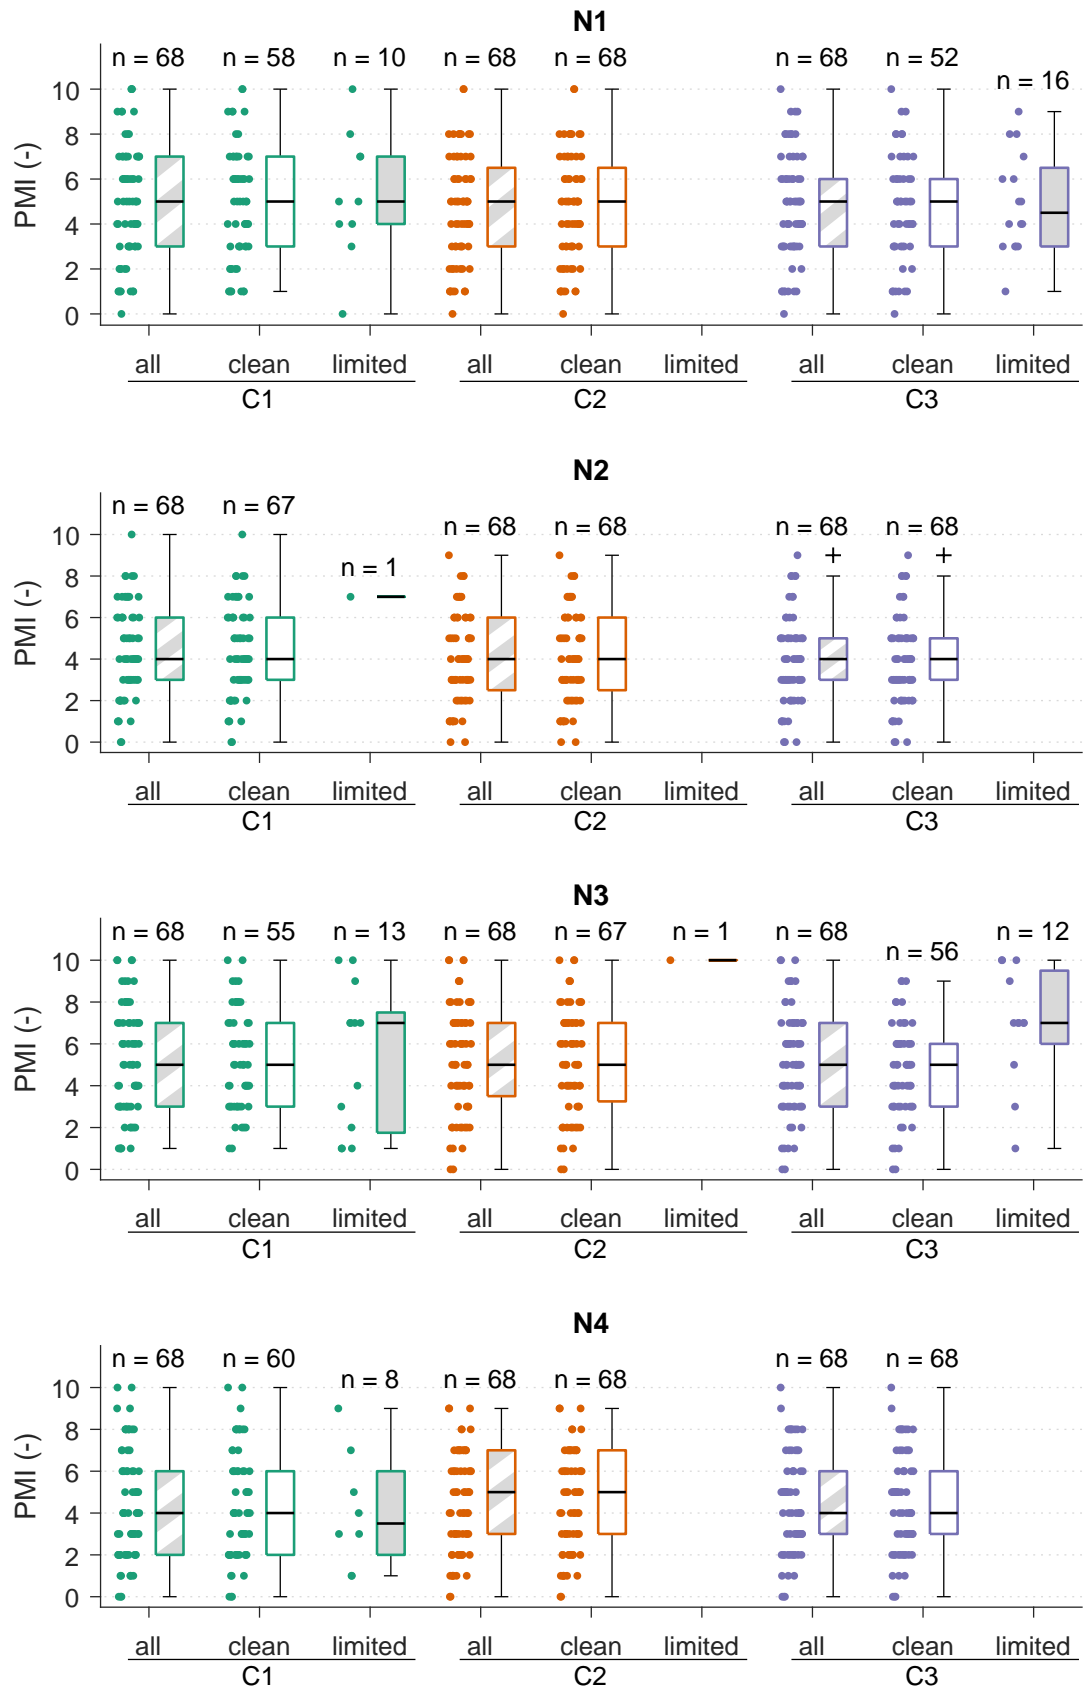 N1
n = 68 n = 58 n = 10 n = 68 n = 68 n = 68 n = 52 n = 16
PMI (-)
10
8
6
4
2
0
all clean limited all clean limited all clean limited
C1 C2 C3
N2
n = 68 n = 67 n = 1 n = 68 n = 68 n = 68 n = 68
PMI (-)
10
8
6
4
2
0
all clean limited all clean limited all clean limited
C1 C2 C3
N3
n = 68 n = 55 n = 13 n = 68 n = 67 n = 1 n = 68 n = 56 n = 12
PMI (-)
10
8
6
4
2
0
all clean limited all clean limited all clean limited
C1 C2 C3
N4
n = 68 n = 60 n = 8 n = 68 n = 68 n = 68 n = 68
PMI (-)
10
8
6
4
2
0
all clean limited all clean limited all clean limited
C1 C2 C3